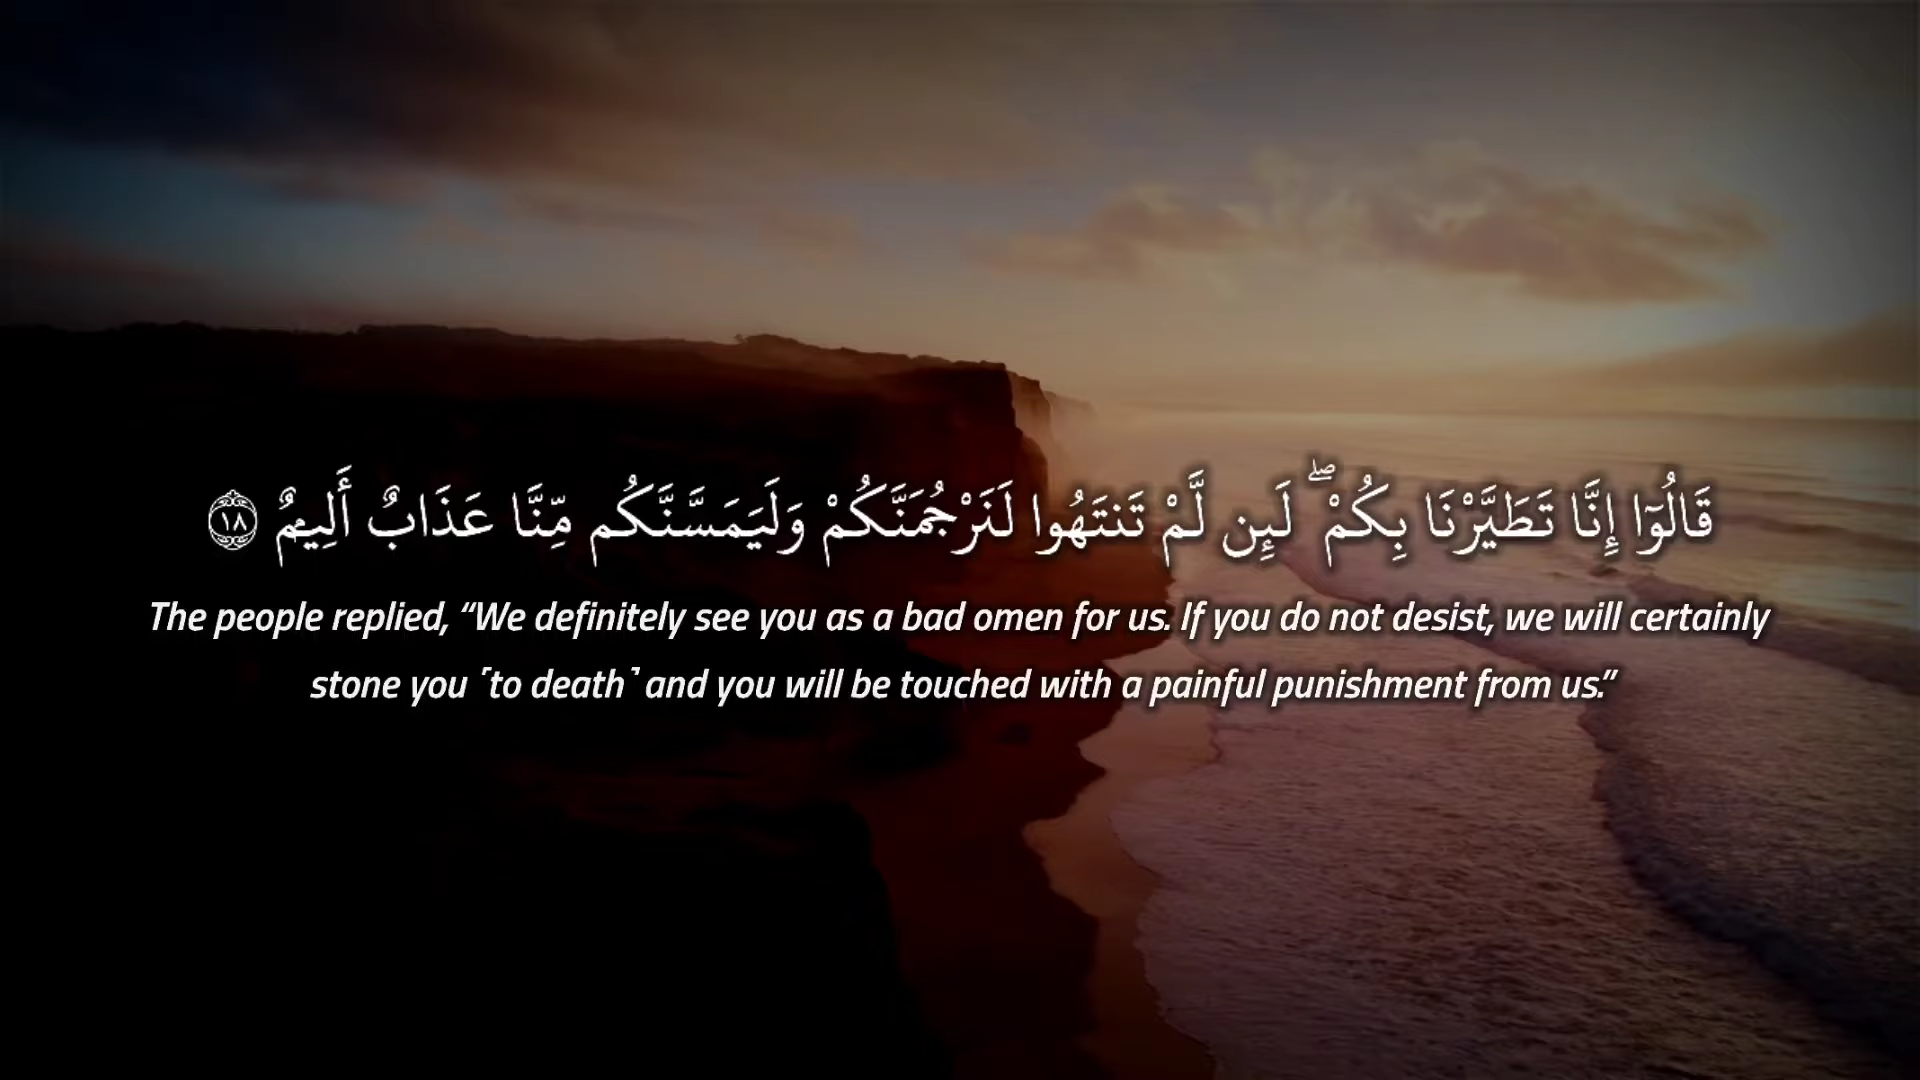 قَالُوٓا۟ إِنَّا تَطَيَّرْنَا بِكُمْ ۖ لَئِن لَّمْ تَنتَهُوا۟ لَنَرْجُمَنَّكُمْ وَلَيَمَسَّنَّكُم مِّنَّا عَذَابٌ أَلِيمٌ ١٨
The people replied, “We definitely see you as a bad omen for us. If you do not desist, we will certainly
stone you ˹to death˺ and you will be touched with a painful punishment from us.”